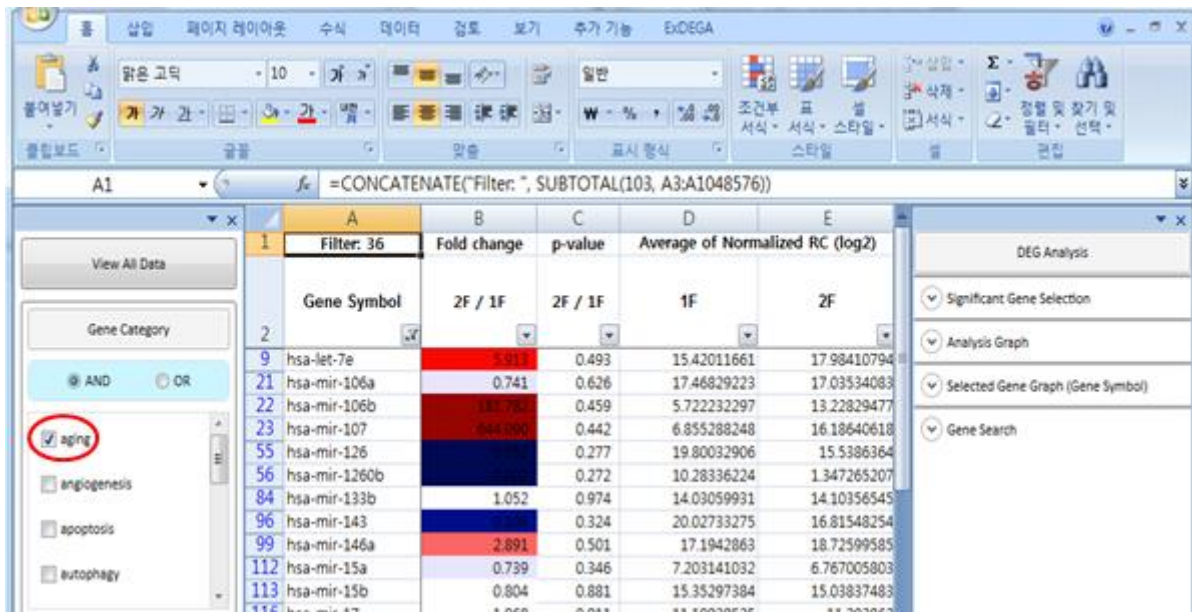 홈 삽입 페이지 레이아웃 수식 데이터 검토 보기 추가 기능 ExDEGA
붙여넣기 맑은 고딕 10 일반 조건부 서식 표 서식 셀 스타일 삽입 삭제 서식 정렬 및 필터 찾기 및 선택
클립보드 글꼴 맞춤 표시 형식 스타일 셀 편집
A1 fx =CONCATENATE("Filter: ", SUBTOTAL(103, A3:A1048576))
A B C D E
1 Filter: 36 Fold change p-value Average of Normalized RC (log2)
2 Gene Symbol 2F / 1F 2F / 1F 1F 2F
9 hsa-let-7e 5.913 0.493 15.42011661 17.98410794
21 hsa-mir-106a 0.741 0.626 17.46829223 17.03534083
22 hsa-mir-106b 0.459 5.722232297 13.22829477
23 hsa-mir-107 0.442 6.855288248 16.18640618
55 hsa-mir-126 0.277 19.80032906 15.5386364
56 hsa-mir-1260b 0.272 10.28336224 1.347265207
84 hsa-mir-133b 1.052 0.974 14.03059931 14.10356545
96 hsa-mir-143 0.324 20.02733275 16.81548254
99 hsa-mir-146a 2.891 0.501 17.1942863 18.72599585
112 hsa-mir-15a 0.739 0.346 7.203141032 6.767005803
113 hsa-mir-15b 0.804 0.881 15.35297384 15.03837483
View All Data
Gene Category
AND OR
aging
angiogenesis
apoptosis
autophagy
DEG Analysis
Significant Gene Selection
Analysis Graph
Selected Gene Graph (Gene Symbol)
Gene Search